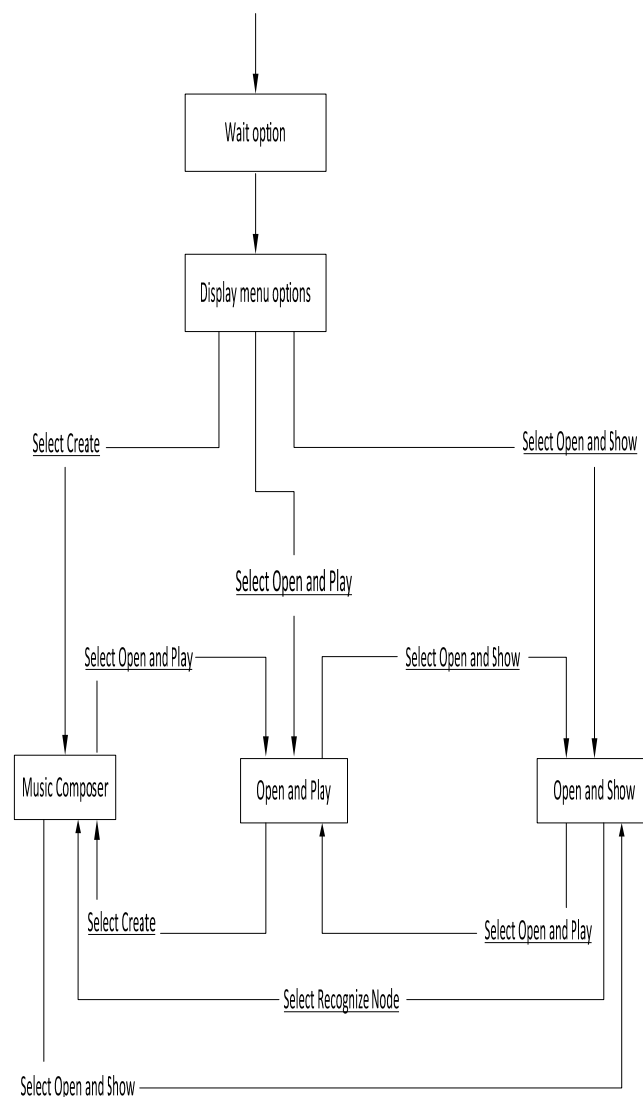 Wait option
Display menu options
Select Create
Select Open and Show
Select Open and Play
Select Open and Play
Select Open and Show
Music Composer
Open and Play
Open and Show
Select Create
Select Open and Play
Select Recognize Node
Select Open and Show